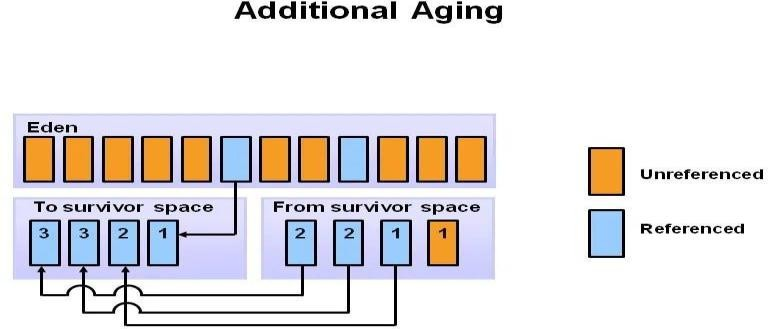 Additional Aging
Eden
To survivor space
From survivor space
3 3 2 1
2 2 1 1
Unreferenced
Referenced